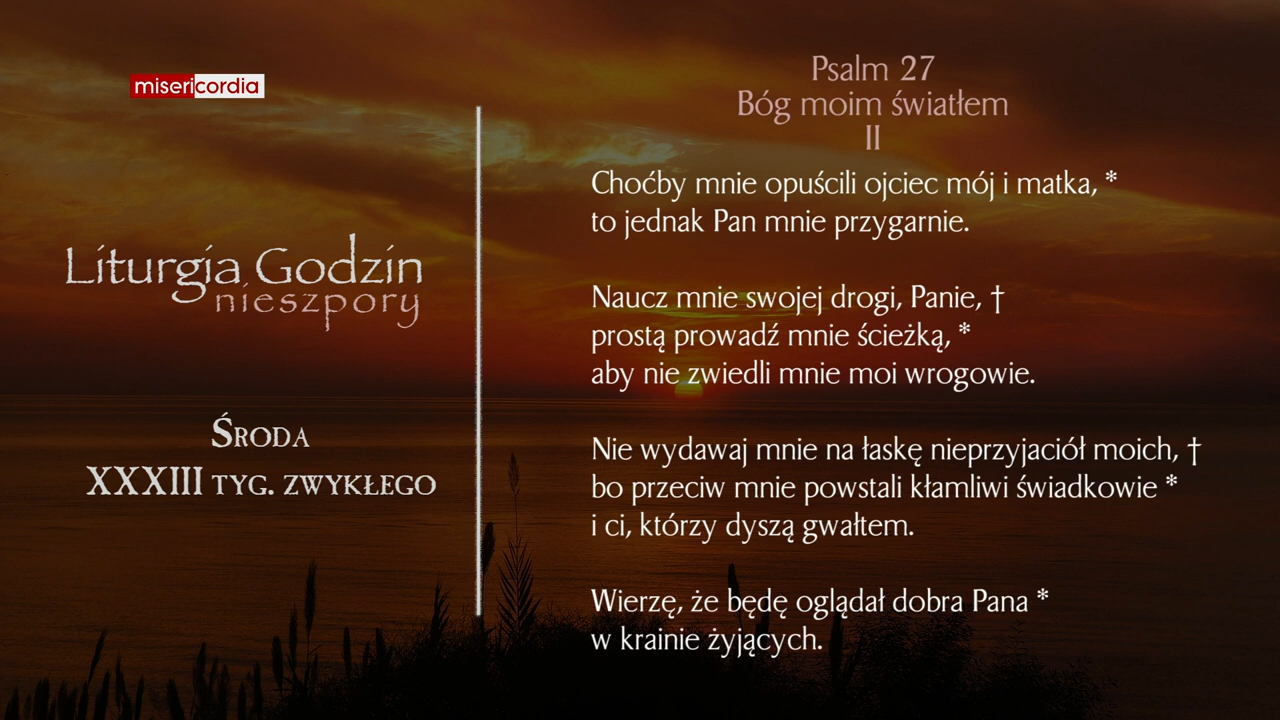 misericordia
Liturgia Godzin
nieszpory
Środa
XXXIII tyg. zwykłego
Psalm 27
Bóg moim światłem
II
Choćby mnie opuścili ojciec mój i matka, *
to jednak Pan mnie przygarnie.
Naucz mnie swojej drogi, Panie, †
prostą prowadź mnie ścieżką, *
aby nie zwiedli mnie moi wrogowie.
Nie wydawaj mnie na łaskę nieprzyjaciół moich, †
bo przeciw mnie powstali kłamliwi świadkowie *
i ci, którzy dyszą gwałtem.
Wierzę, że będę oglądał dobra Pana *
w krainie żyjących.